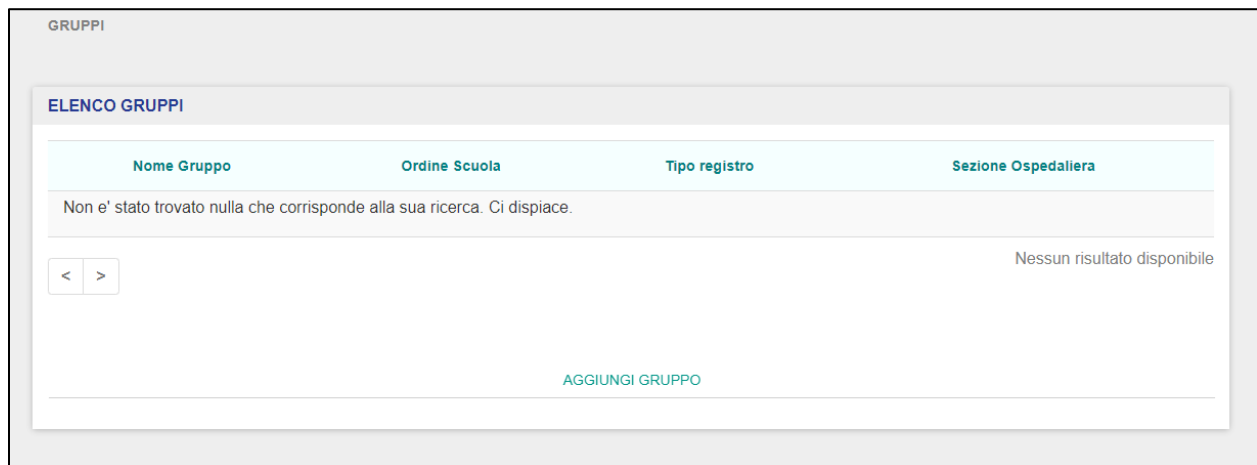 GRUPPI
ELENCO GRUPPI
Nome Gruppo Ordine Scuola Tipo registro Sezione Ospedaliera
Non e' stato trovato nulla che corrisponde alla sua ricerca. Ci dispiace.
Nessun risultato disponibile
< >
AGGIUNGI GRUPPO